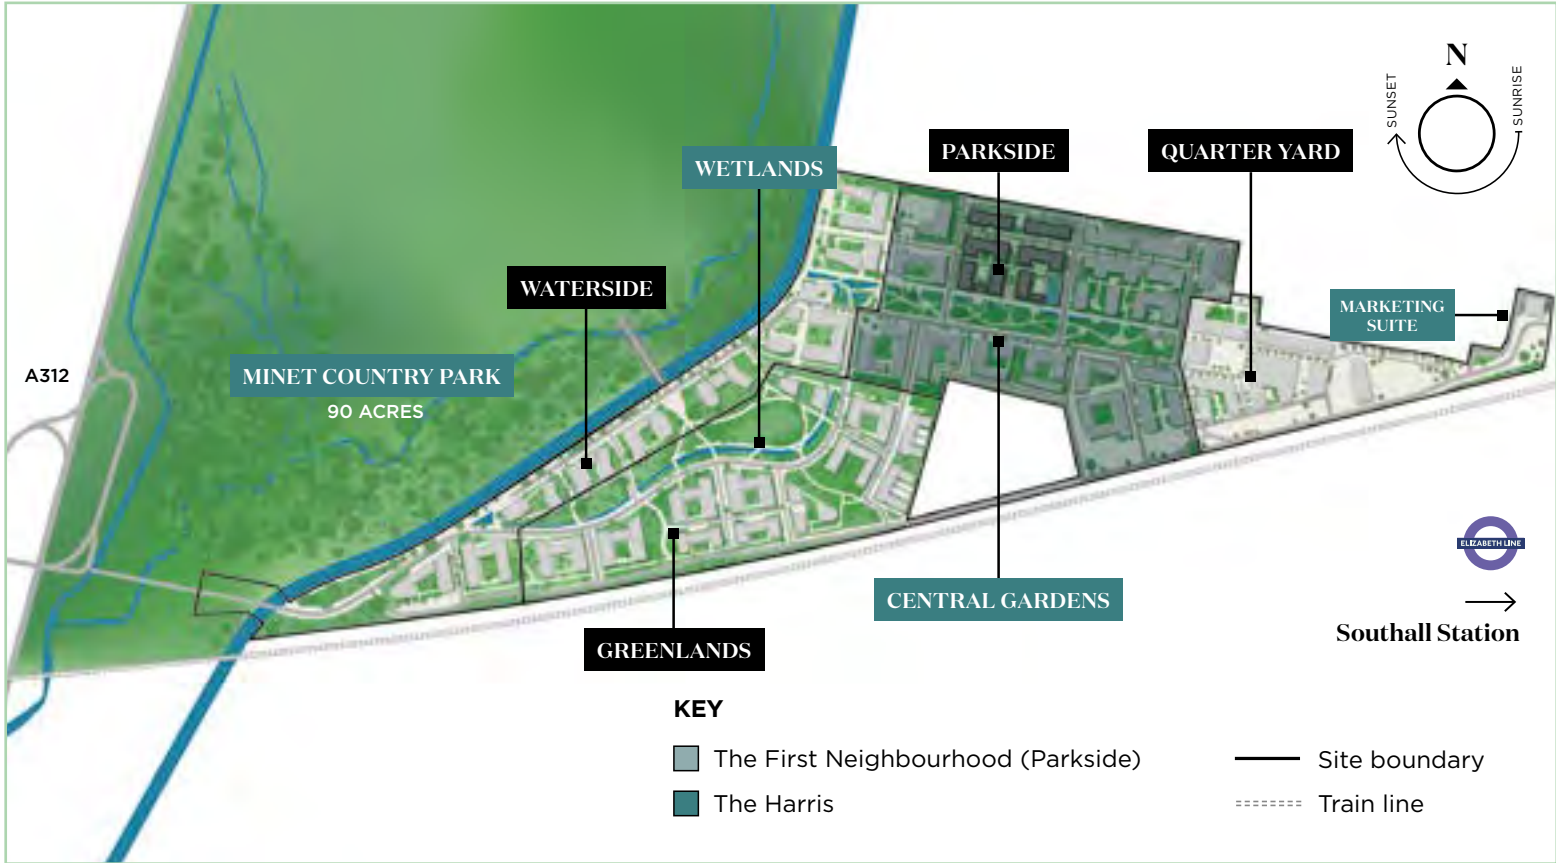 N
SUNSET
SUNRISE
PARKSIDE
QUARTER YARD
WETLANDS
WATERSIDE
MARKETING
SUITE
A312
MINET COUNTRY PARK
90 ACRES
ELIZABETH LINE
CENTRAL GARDENS
Southall Station
GREENLANDS
KEY
The First Neighbourhood (Parkside)
Site boundary
The Harris
Train line